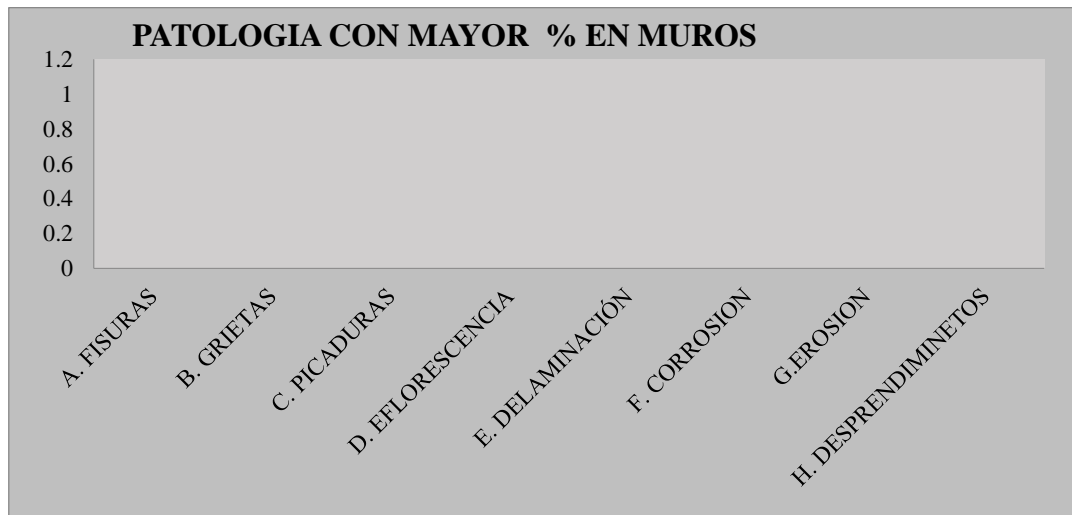 PATOLOGIA CON MAYOR % EN MUROS
1.2
1
0.8
0.6
0.4
0.2
0
A. FISURAS
B. GRIETAS
C. PICADURAS
D. EFLORESCENCIA
E. DELAMINACIÓN
F. CORROSION
G.EROSION
H. DESPRENDIMINETOS